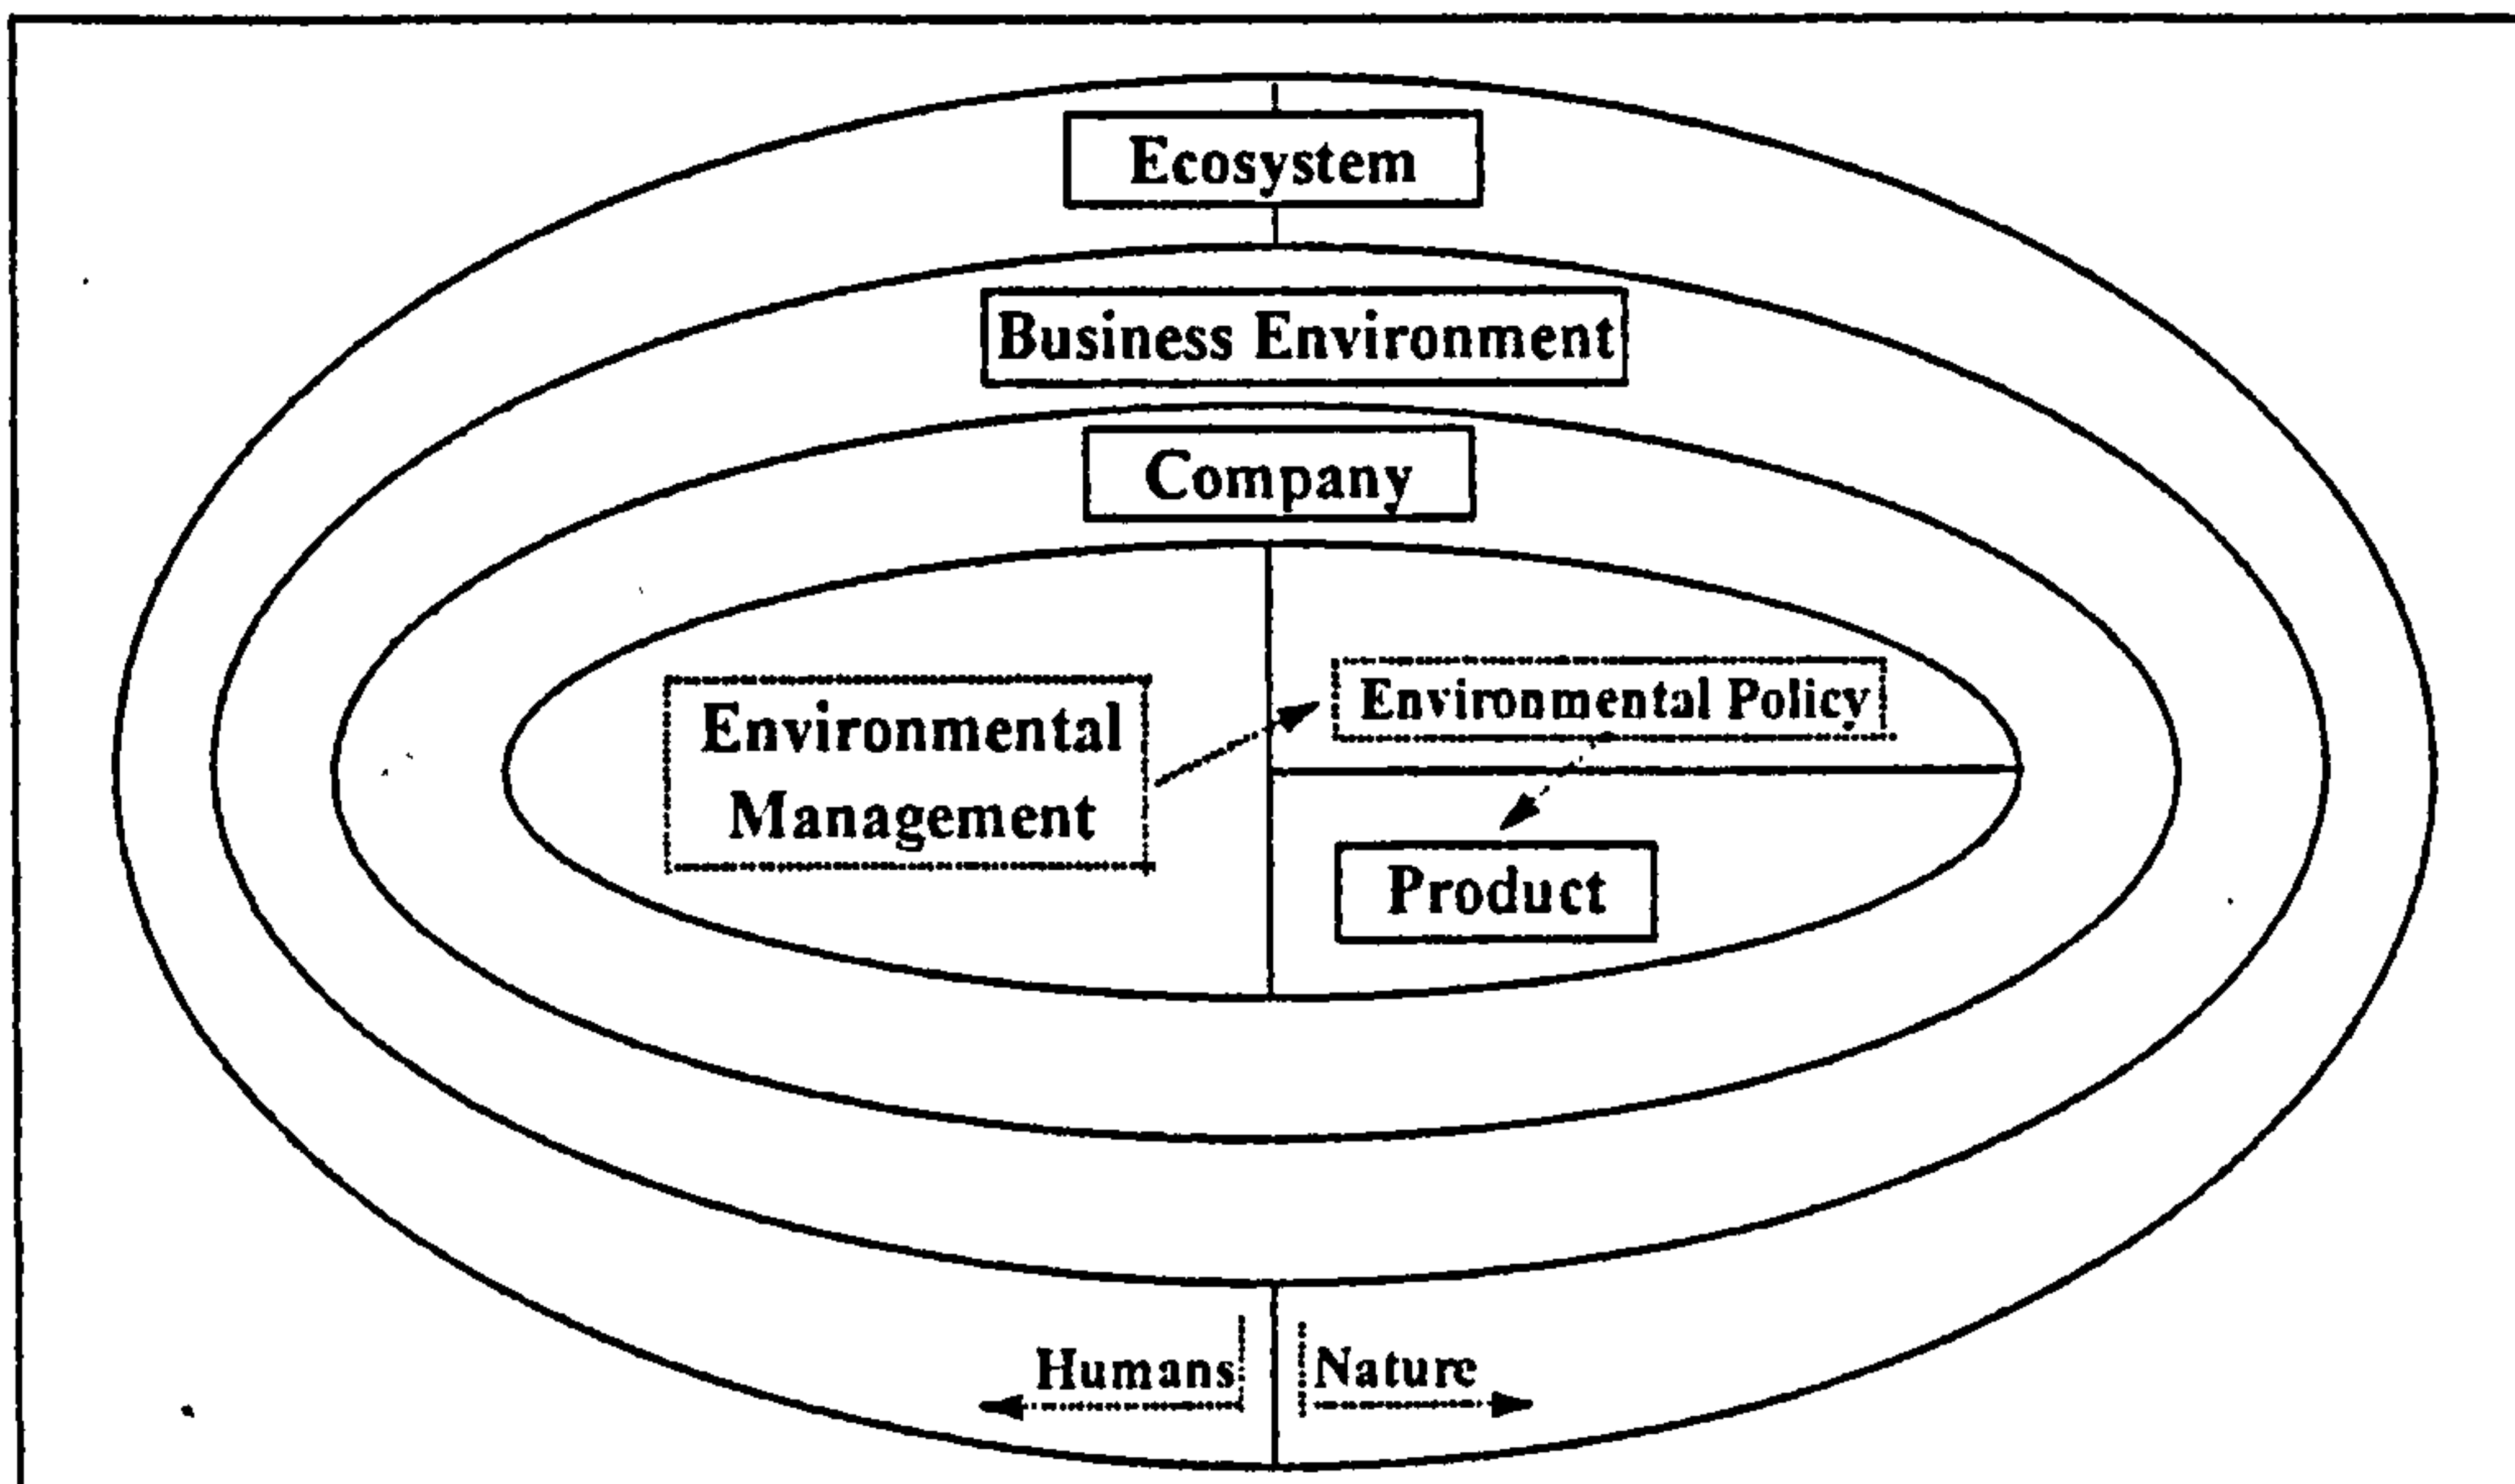 Ecosystem
Business Environment
Company
Environmental
Management
Environmental Policy
Product
Humans
Nature